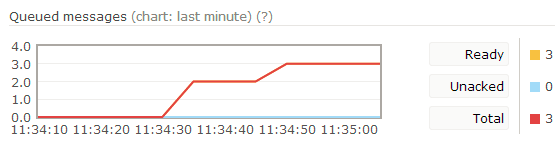 Queued messages (chart: last minute) (?)
4.0
3.0
2.0
1.0
0.0
11:34:10 11:34:20 11:34:30 11:34:40 11:34:50 11:35:00
Ready 3
Unacked 0
Total 3